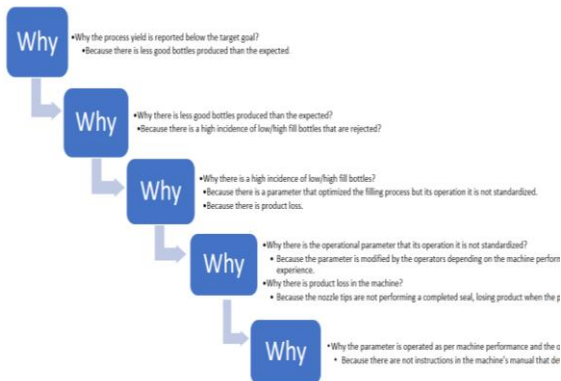 Why
•Why the process yield is reported below the target goal?
•Because there is less good bottles produced than the expected
Why
•Why there is less good bottles produced than the expected?
•Because there is a high incidence of low/high fill bottles that are rejected?
Why
•Why there is a high incidence of low/high fill bottles?
•Because there is a parameter that optimized the filling process but its operation it is not standardized.
•Because there is product loss.
Why
•Why there is the operational parameter that its operation it is not standardized?
• Because the parameter is modified by the operators depending on the machine perform
experience.
•Why there is product loss in the machine?
• Because the nozzle tips are not performing a completed seal, losing product when the p
Why
•Why the parameter is operated as per machine performance and the o
• Because there are not instructions in the machine's manual that de